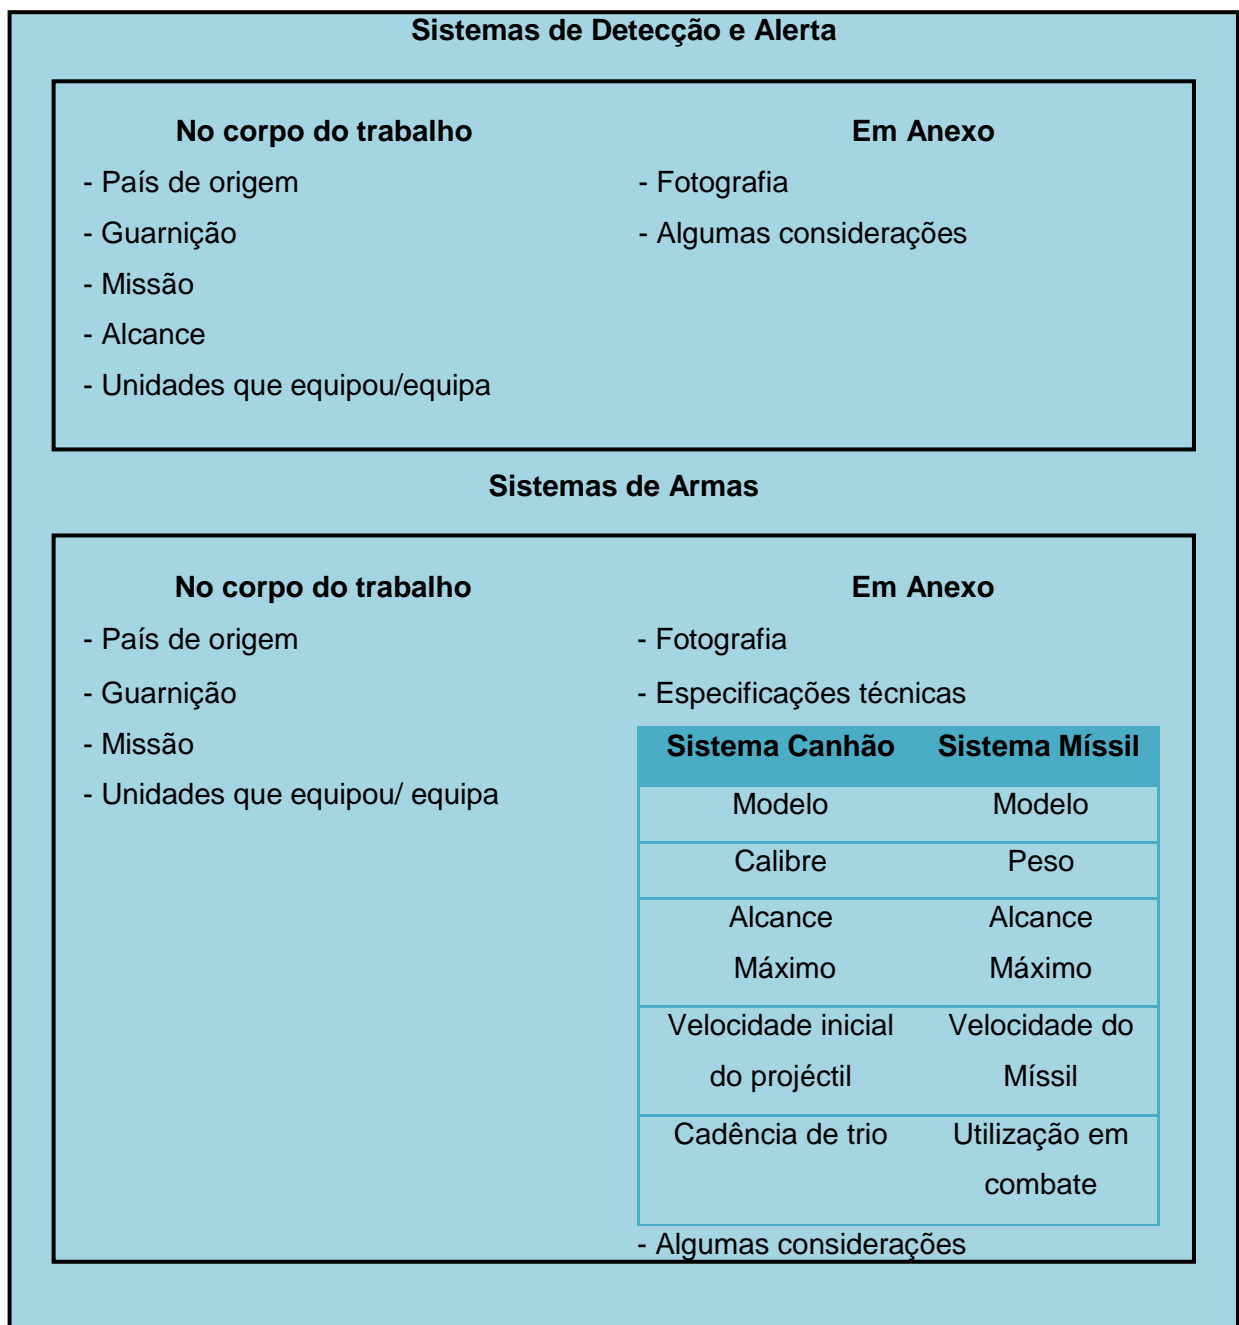 Sistemas de Detecção e Alerta
No corpo do trabalho
- País de origem
- Guarnição
- Missão
- Alcance
- Unidades que equipou/equipa
Em Anexo
- Fotografia
- Algumas considerações
Sistemas de Armas
No corpo do trabalho
- País de origem
- Guarnição
- Missão
- Unidades que equipou/ equipa
Em Anexo
- Fotografia
- Especificações técnicas
Sistema Canhão Sistema Míssil
Modelo Modelo
Calibre Peso
Alcance Alcance
Máximo Máximo
Velocidade inicial Velocidade do
do projéctil Míssil
Cadência de trio Utilização em
combate
- Algumas considerações